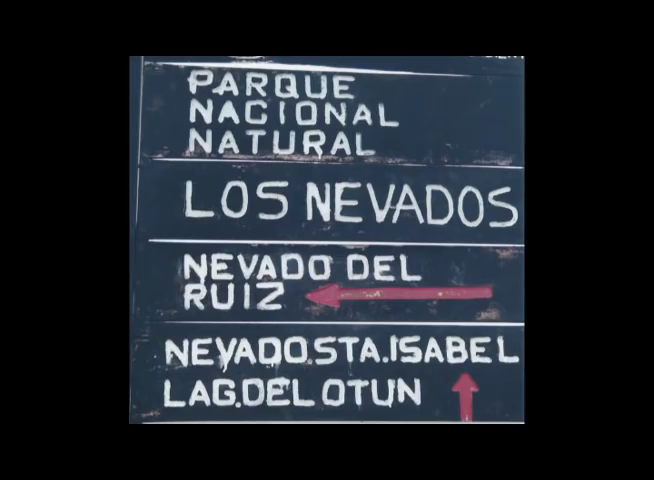 PARQUE
NACIONAL
NATURAL
LOS NEVADOS
NEVADO DEL
RUIZ
NEVADO.STA.ISABEL
LAG.DEL OTUN